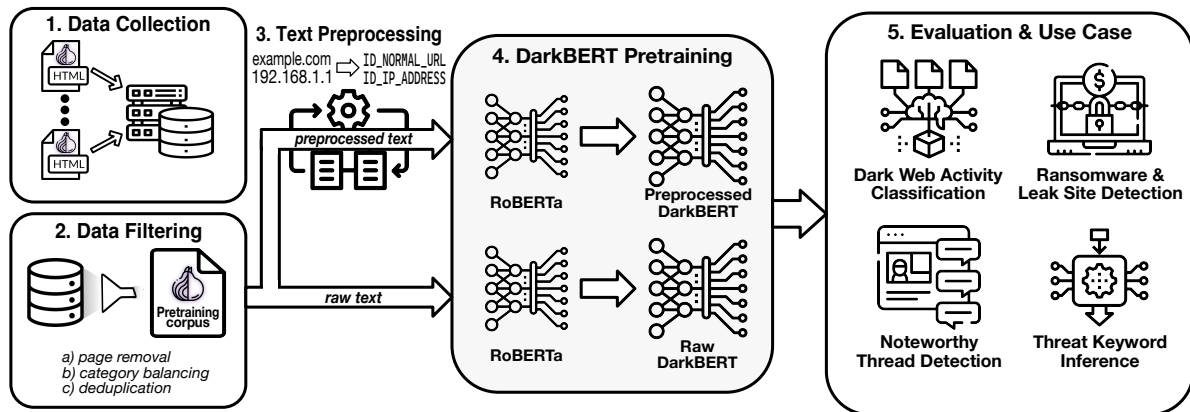 1. Data Collection
HTML
HTML
2. Data Filtering
Pretraining
corpus
a) page removal
b) category balancing
c) deduplication
3. Text Preprocessing
example.com
ID_NORMAL_URL
192.168.1.1
ID_IP_ADDRESS
preprocessed text
raw text
4. DarkBERT Pretraining
RoBERTa
Preprocessed
DarkBERT
RoBERTa
Raw
DarkBERT
5. Evaluation & Use Case
$
Dark Web Activity
Classification
Ransomware &
Leak Site Detection
Noteworthy
Thread Detection
Threat Keyword
Inference